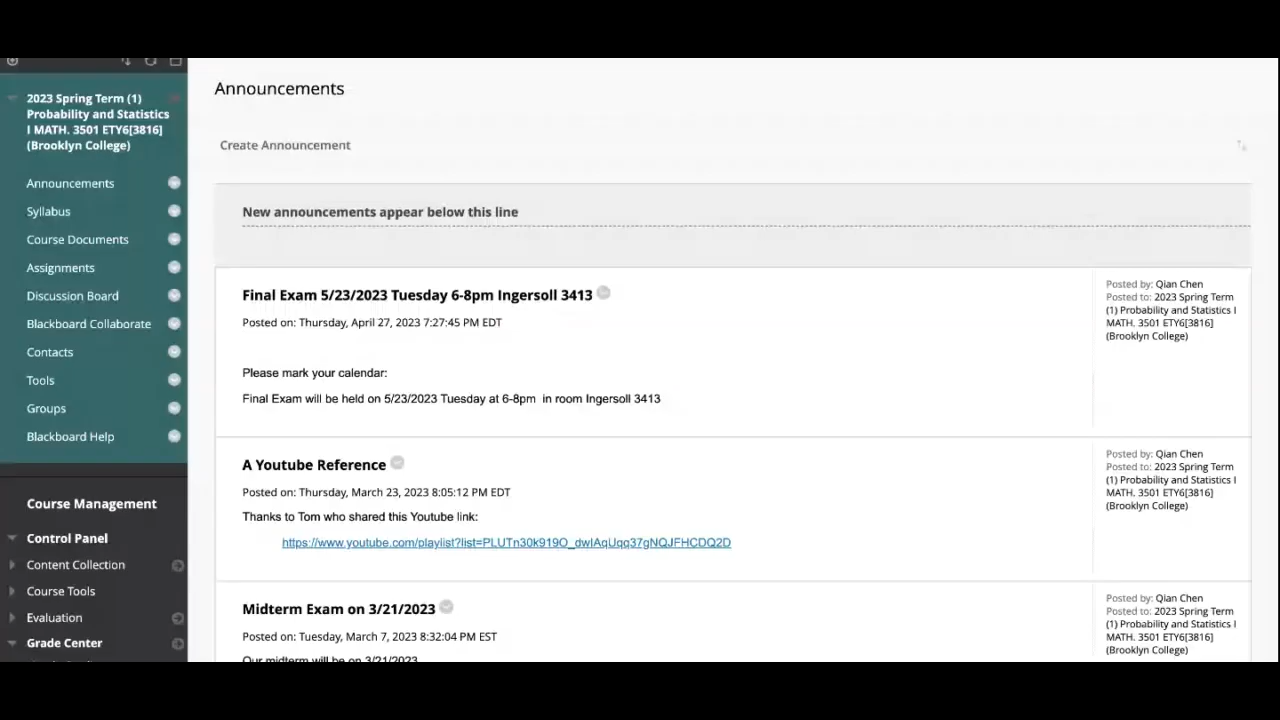 2023 Spring Term (1)
Probability and Statistics
I MATH. 3501 ETY6[3816]
(Brooklyn College)
Announcements
Syllabus
Course Documents
Assignments
Discussion Board
Blackboard Collaborate
Contacts
Tools
Groups
Blackboard Help
Course Management
Control Panel
Content Collection
Course Tools
Evaluation
Grade Center
Announcements
Create Announcement
New announcements appear below this line
Final Exam 5/23/2023 Tuesday 6-8pm Ingersoll 3413
Posted on: Thursday, April 27, 2023 7:27:45 PM EDT
Please mark your calendar:
Final Exam will be held on 5/23/2023 Tuesday at 6-8pm in room Ingersoll 3413
Posted by: Qian Chen
Posted to: 2023 Spring Term
(1) Probability and Statistics I
MATH. 3501 ETY6[3816]
(Brooklyn College)
A Youtube Reference
Posted on: Thursday, March 23, 2023 8:05:12 PM EDT
Thanks to Tom who shared this Youtube link:
https://www.youtube.com/playlist?list=PLUTn30k919O_dwIAqUqq37gNQJFHCDQ2D
Posted by: Qian Chen
Posted to: 2023 Spring Term
(1) Probability and Statistics I
MATH. 3501 ETY6[3816]
(Brooklyn College)
Midterm Exam on 3/21/2023
Posted on: Tuesday, March 7, 2023 8:32:04 PM EST
Our midterm will be on 3/21/2023
Posted by: Qian Chen
Posted to: 2023 Spring Term
(1) Probability and Statistics I
MATH. 3501 ETY6[3816]
(Brooklyn College)